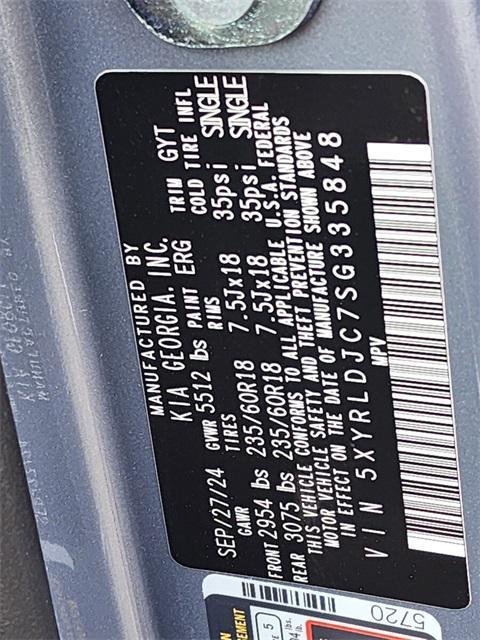 MANUFACTURED BY
KIA GEORGIA, INC.
SEP/27/24 GVWR 5512 lbs PAINT ERG TRIM GYT
GAWR TIRES RIMS COLD TIRE INFL
FRONT 2954 lbs 235/60R18 7.5Jx18 35psi SINGLE
REAR 3075 lbs 235/60R18 7.5Jx18 35psi SINGLE
THIS VEHICLE CONFORMS TO ALL APPLICABLE U.S.A. FEDERAL
MOTOR VEHICLE SAFETY AND THEFT PREVENTION STANDARDS
IN EFFECT ON THE DATE OF MANUFACTURE SHOWN ABOVE
VIN 5XYRLDJC7SG335848
MPV
5720